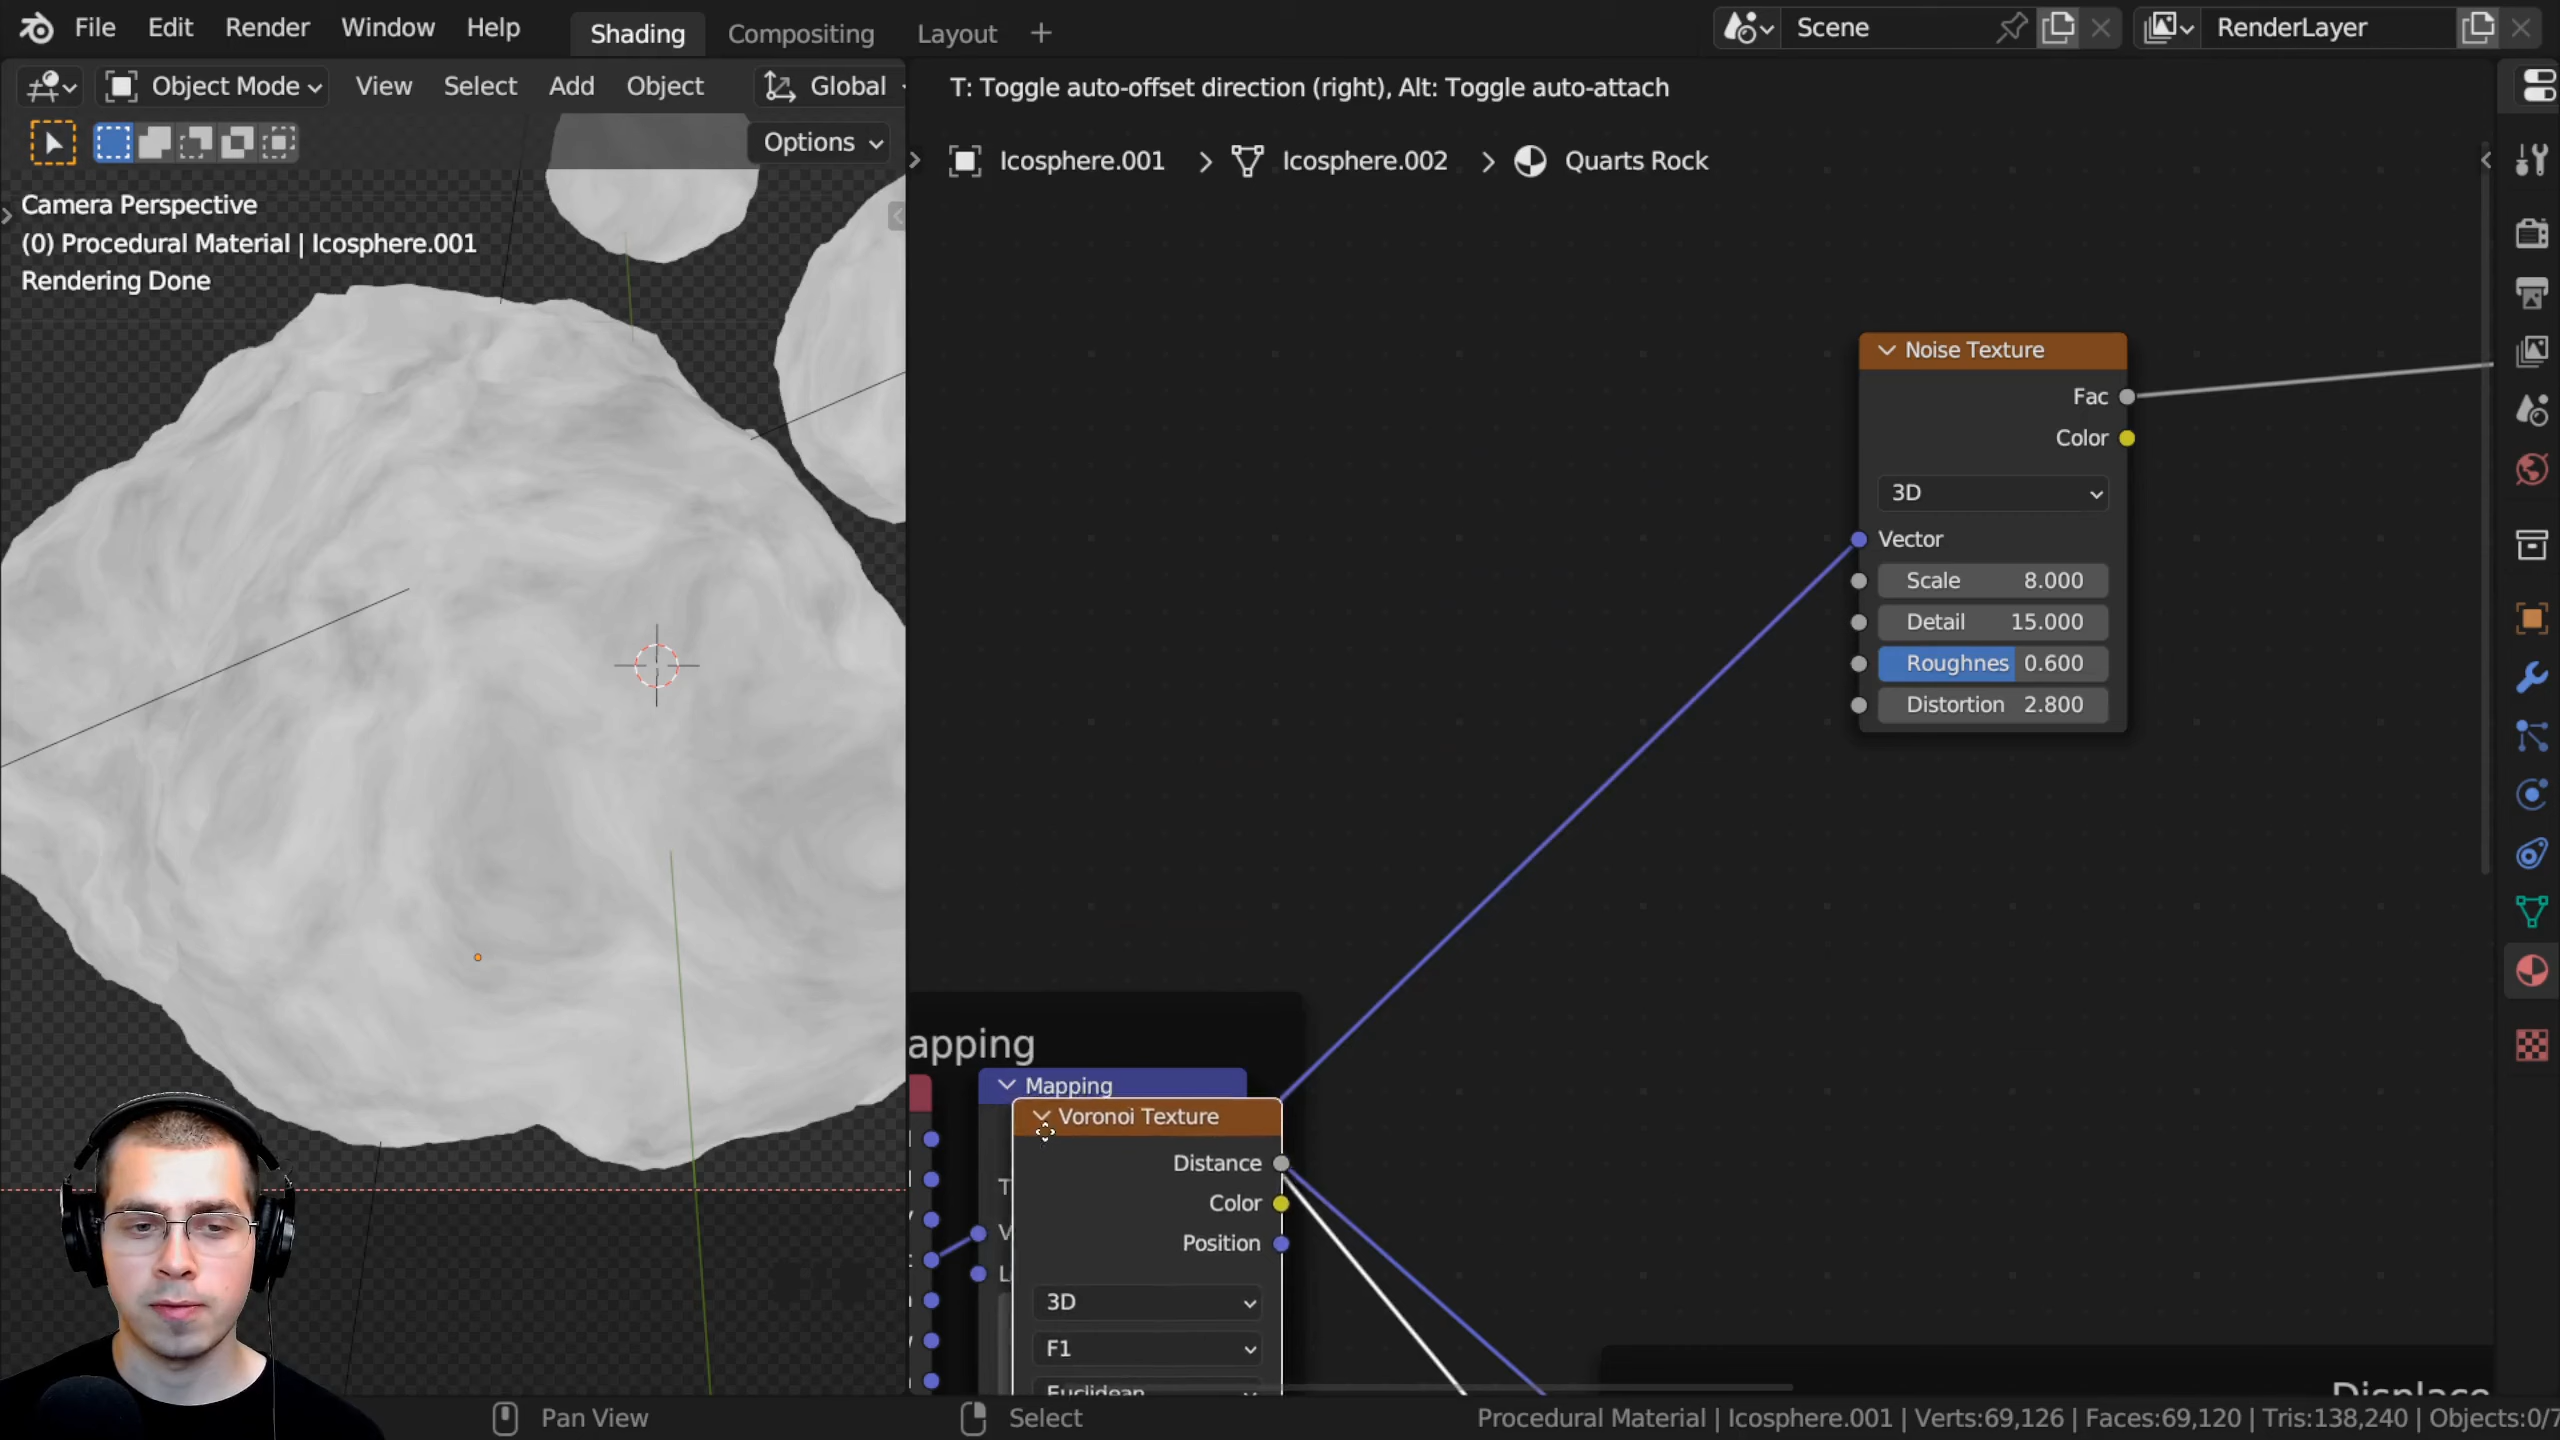 File Edit Render Window Help Shading Compositing Layout + Scene RenderLayer
Object Mode View Select Add Object Global
T: Toggle auto-offset direction (right), Alt: Toggle auto-attach
Options
Icosphere.001 > Icosphere.002 > Quarts Rock
Camera Perspective
(0) Procedural Material | Icosphere.001
Rendering Done
Noise Texture
Fac
Color
3D
Vector
Scale 8.000
Detail 15.000
Roughnes 0.600
Distortion 2.800
apping
Mapping
Voronoi Texture
Distance
Color
Position
3D
F1
Euclidean
Displace
Pan View
Select
Procedural Material | Icosphere.001 | Verts:69,126 | Faces:69,120 | Tris:138,240 | Objects:0/7